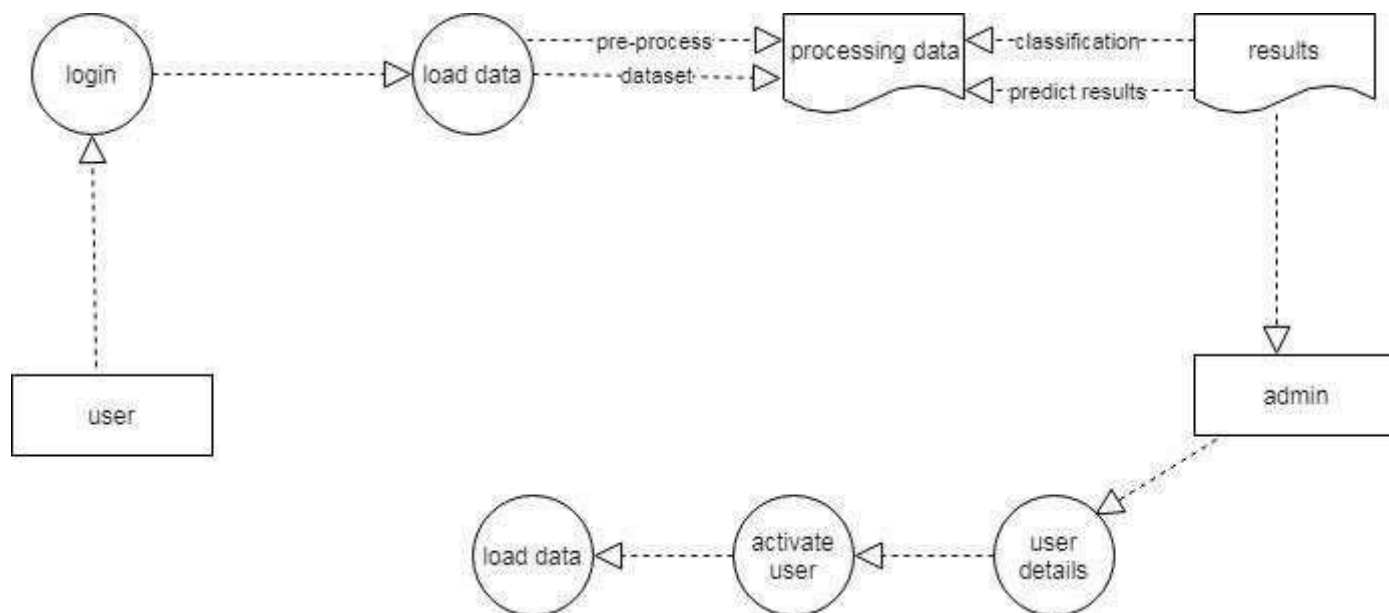 login
load data
pre-process
dataset
processing data
classification
predict results
results
user
admin
load data
activate
user
user
details